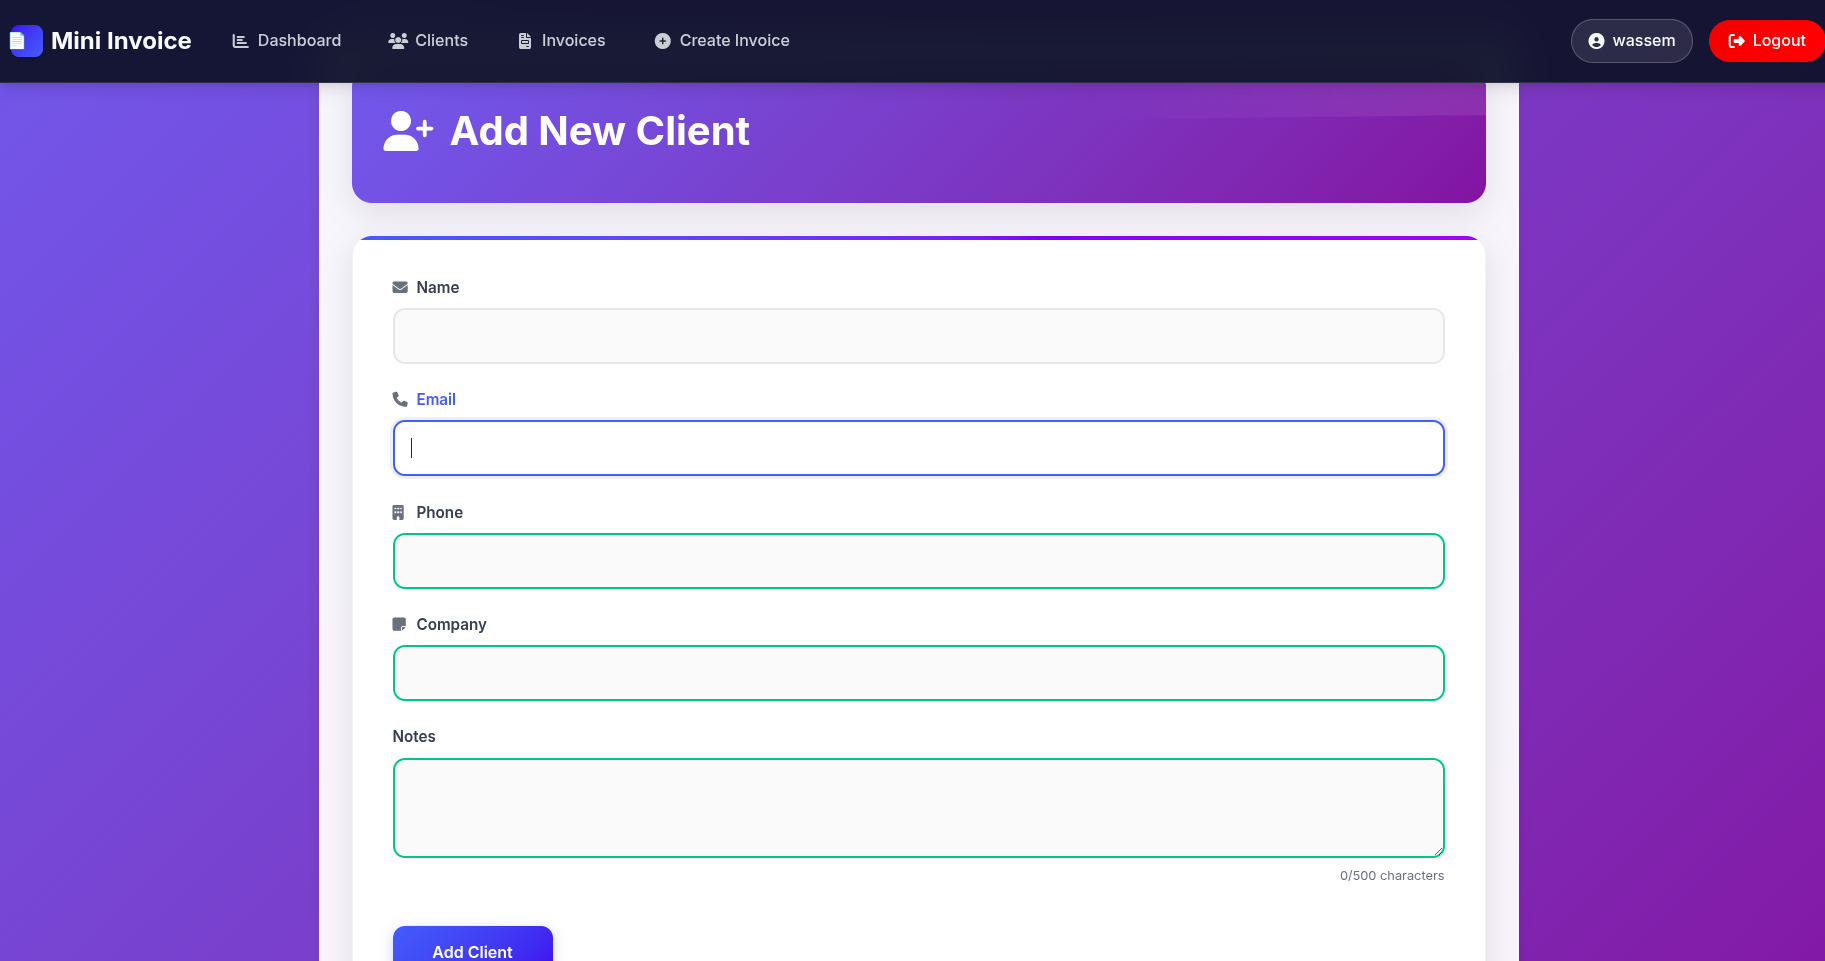 Mini Invoice
Dashboard
Clients
Invoices
Create Invoice
wassem
Logout
Add New Client
Name
Email
Phone
Company
Notes
0/500 characters
Add Client